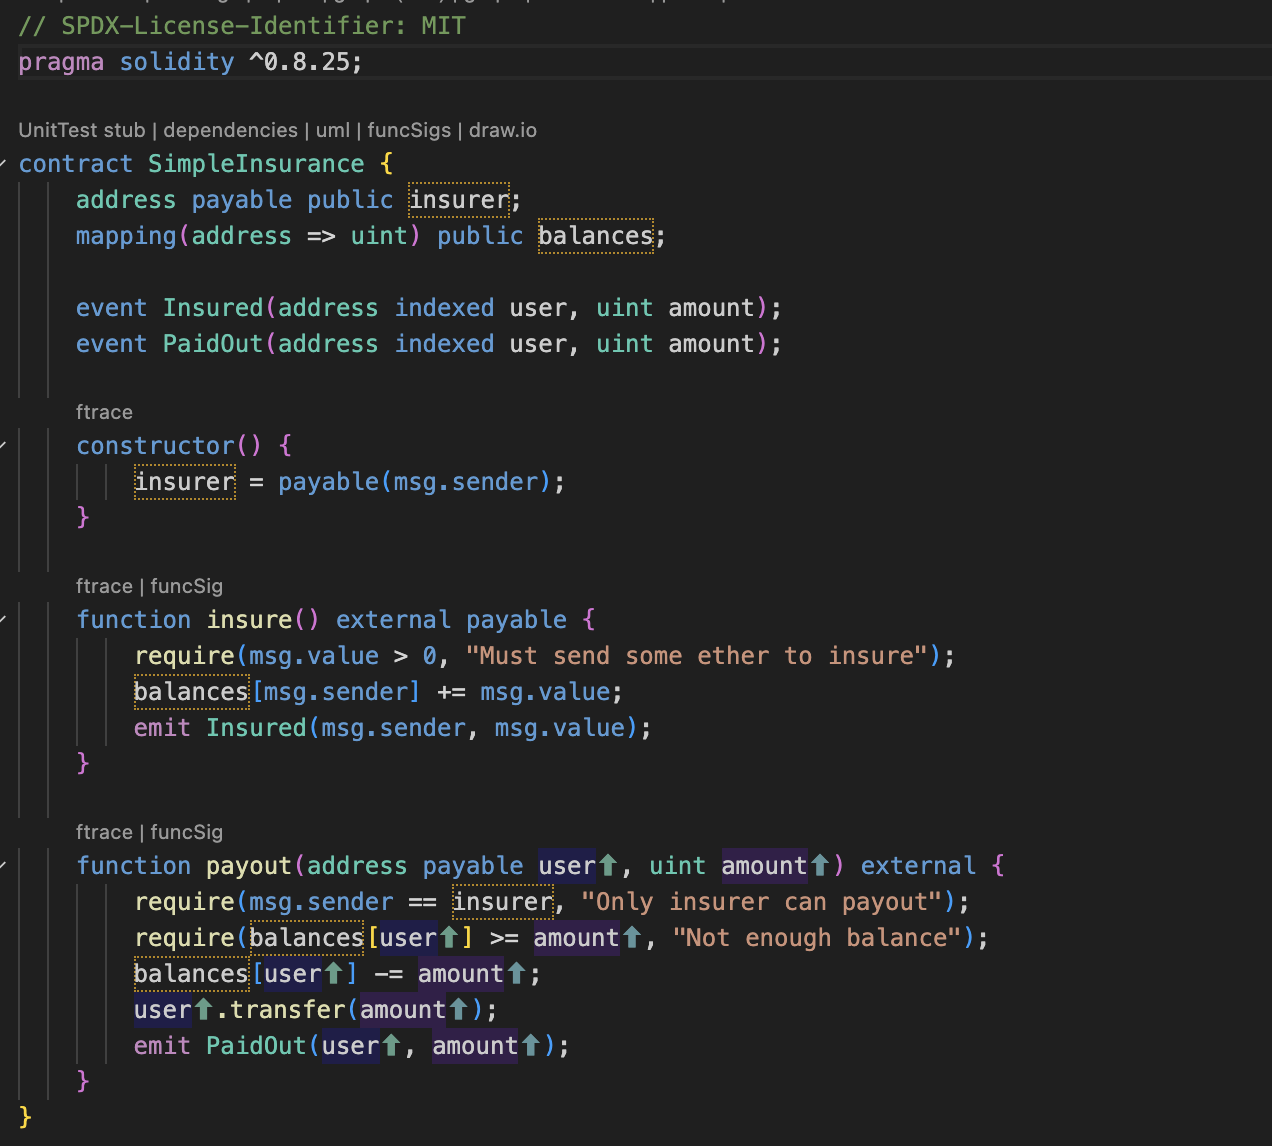 // SPDX-License-Identifier: MIT
pragma solidity ^0.8.25;
UnitTest stub | dependencies | uml | funcSigs | draw.io
contract SimpleInsurance {
address payable public insurer;
mapping(address => uint) public balances;
event Insured(address indexed user, uint amount);
event PaidOut(address indexed user, uint amount);
ftrace
constructor() {
insurer = payable(msg.sender);
}
ftrace | funcSig
function insure() external payable {
require(msg.value > 0, "Must send some ether to insure");
balances[msg.sender] += msg.value;
emit Insured(msg.sender, msg.value);
}
ftrace | funcSig
function payout(address payable user⬆, uint amount⬆) external {
require(msg.sender == insurer, "Only insurer can payout");
require(balances[user⬆] >= amount⬆, "Not enough balance");
balances[user⬆] -= amount⬆;
user⬆.transfer(amount⬆);
emit PaidOut(user⬆, amount⬆);
}
}